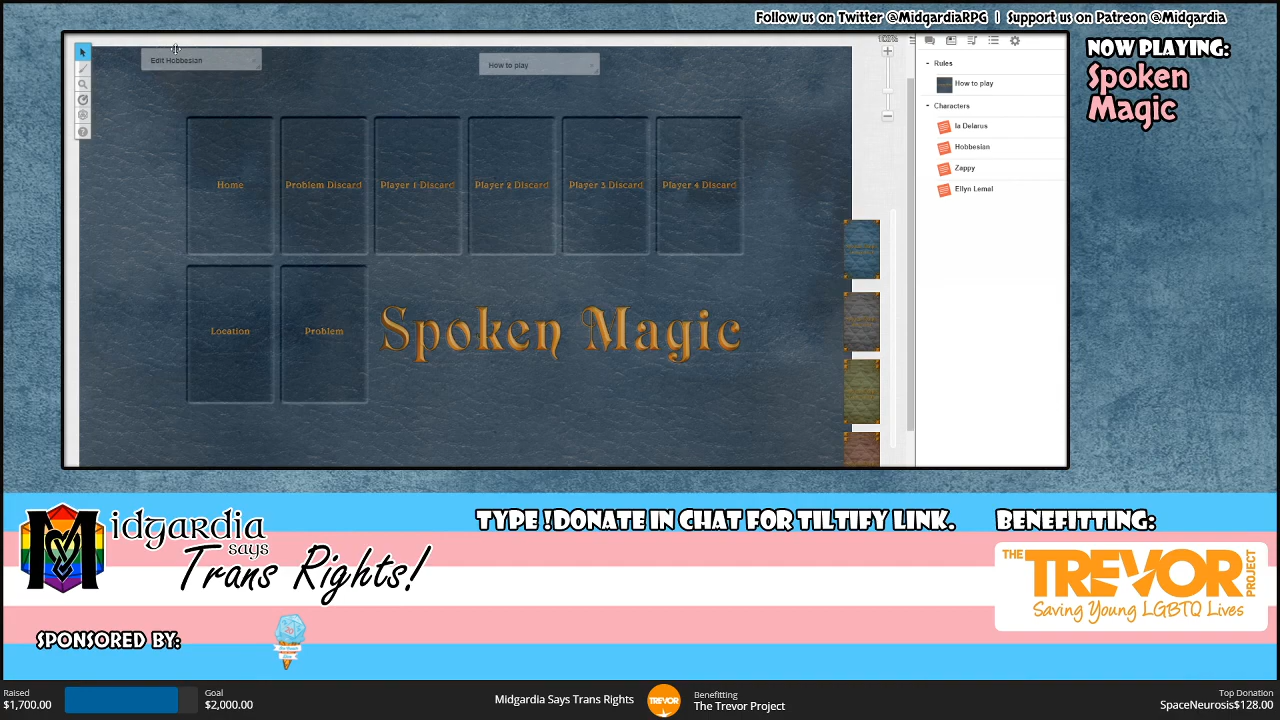 Follow us on Twitter @MidgardiaRPG | Support us on Patreon @Midgardia
NOW PLAYING:
Spoken
Magic
Edit Hobbesian
How to play
100%
Rules
How to play
Characters
Ia Delarus
Hobbesian
Zappy
Ellyn Lemal
Home
Problem Discard
Player 1 Discard
Player 2 Discard
Player 3 Discard
Player 4 Discard
Location
Problem
Spoken Magic
Midgardia
says
Trans Rights!
TYPE !DONATE IN CHAT FOR TILTIFY LINK.
BENEFITTING:
THE
TREVOR
PROJECT
Saving Young LGBTQ Lives
SPONSORED BY:
Raised
$1,700.00
Goal
$2,000.00
Midgardia Says Trans Rights
TREVOR
Benefitting
The Trevor Project
Top Donation
SpaceNeurosis$128.00